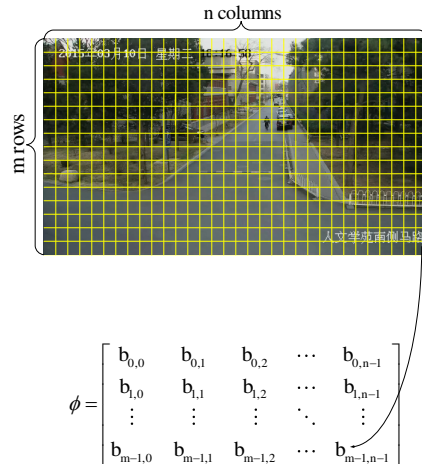 n columns
m rows
2015年03月10日 星期二
人文学苑南侧马路
ϕ =
b0,0 b0,1 b0,2 ⋯ b0,n−1
b1,0 b1,1 b1,2 ⋯ b1,n−1
⋮ ⋮ ⋮ ⋱ ⋮
bm−1,0 bm−1,1 bm−1,2 ⋯ bm−1,n−1